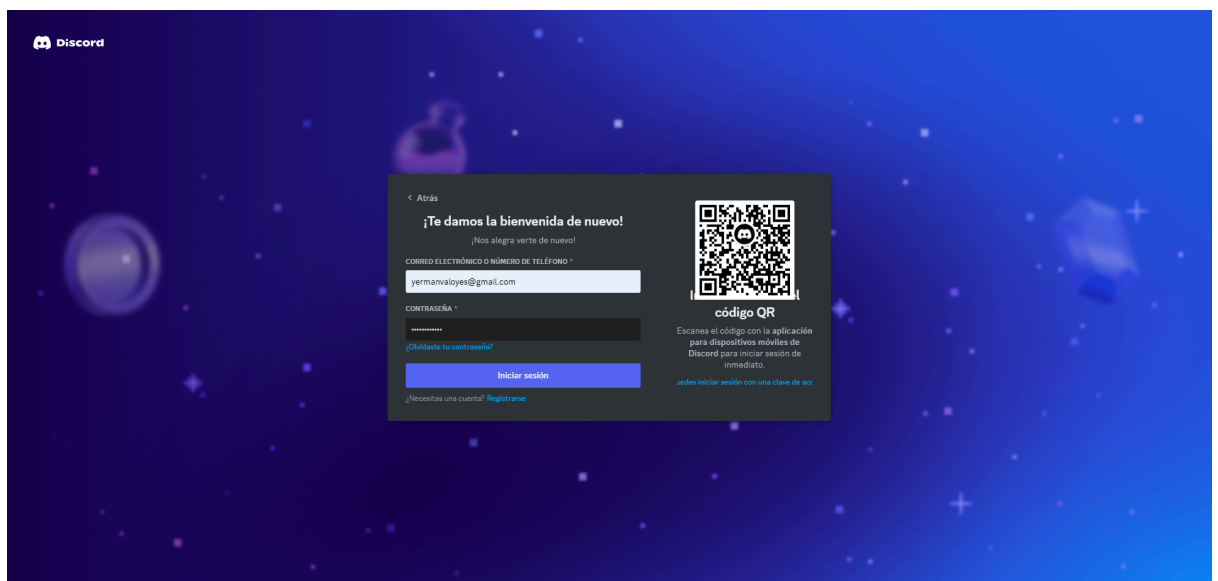 Discord
Atrás
¡Te damos la bienvenida de nuevo!
¡Nos alegra verte de nuevo!
CORREO ELECTRÓNICO O NÚMERO DE TELÉFONO *
yermanvaloyes@gmail.com
CONTRASEÑA *
••••••••••••
¿Olvidaste tu contraseña?
Iniciar sesión
¿Necesitas una cuenta? Registrarse
código QR
Escanea el código con la aplicación
para dispositivos móviles de
Discord para iniciar sesión de
inmediato.
uedes iniciar sesión con una clave de acc